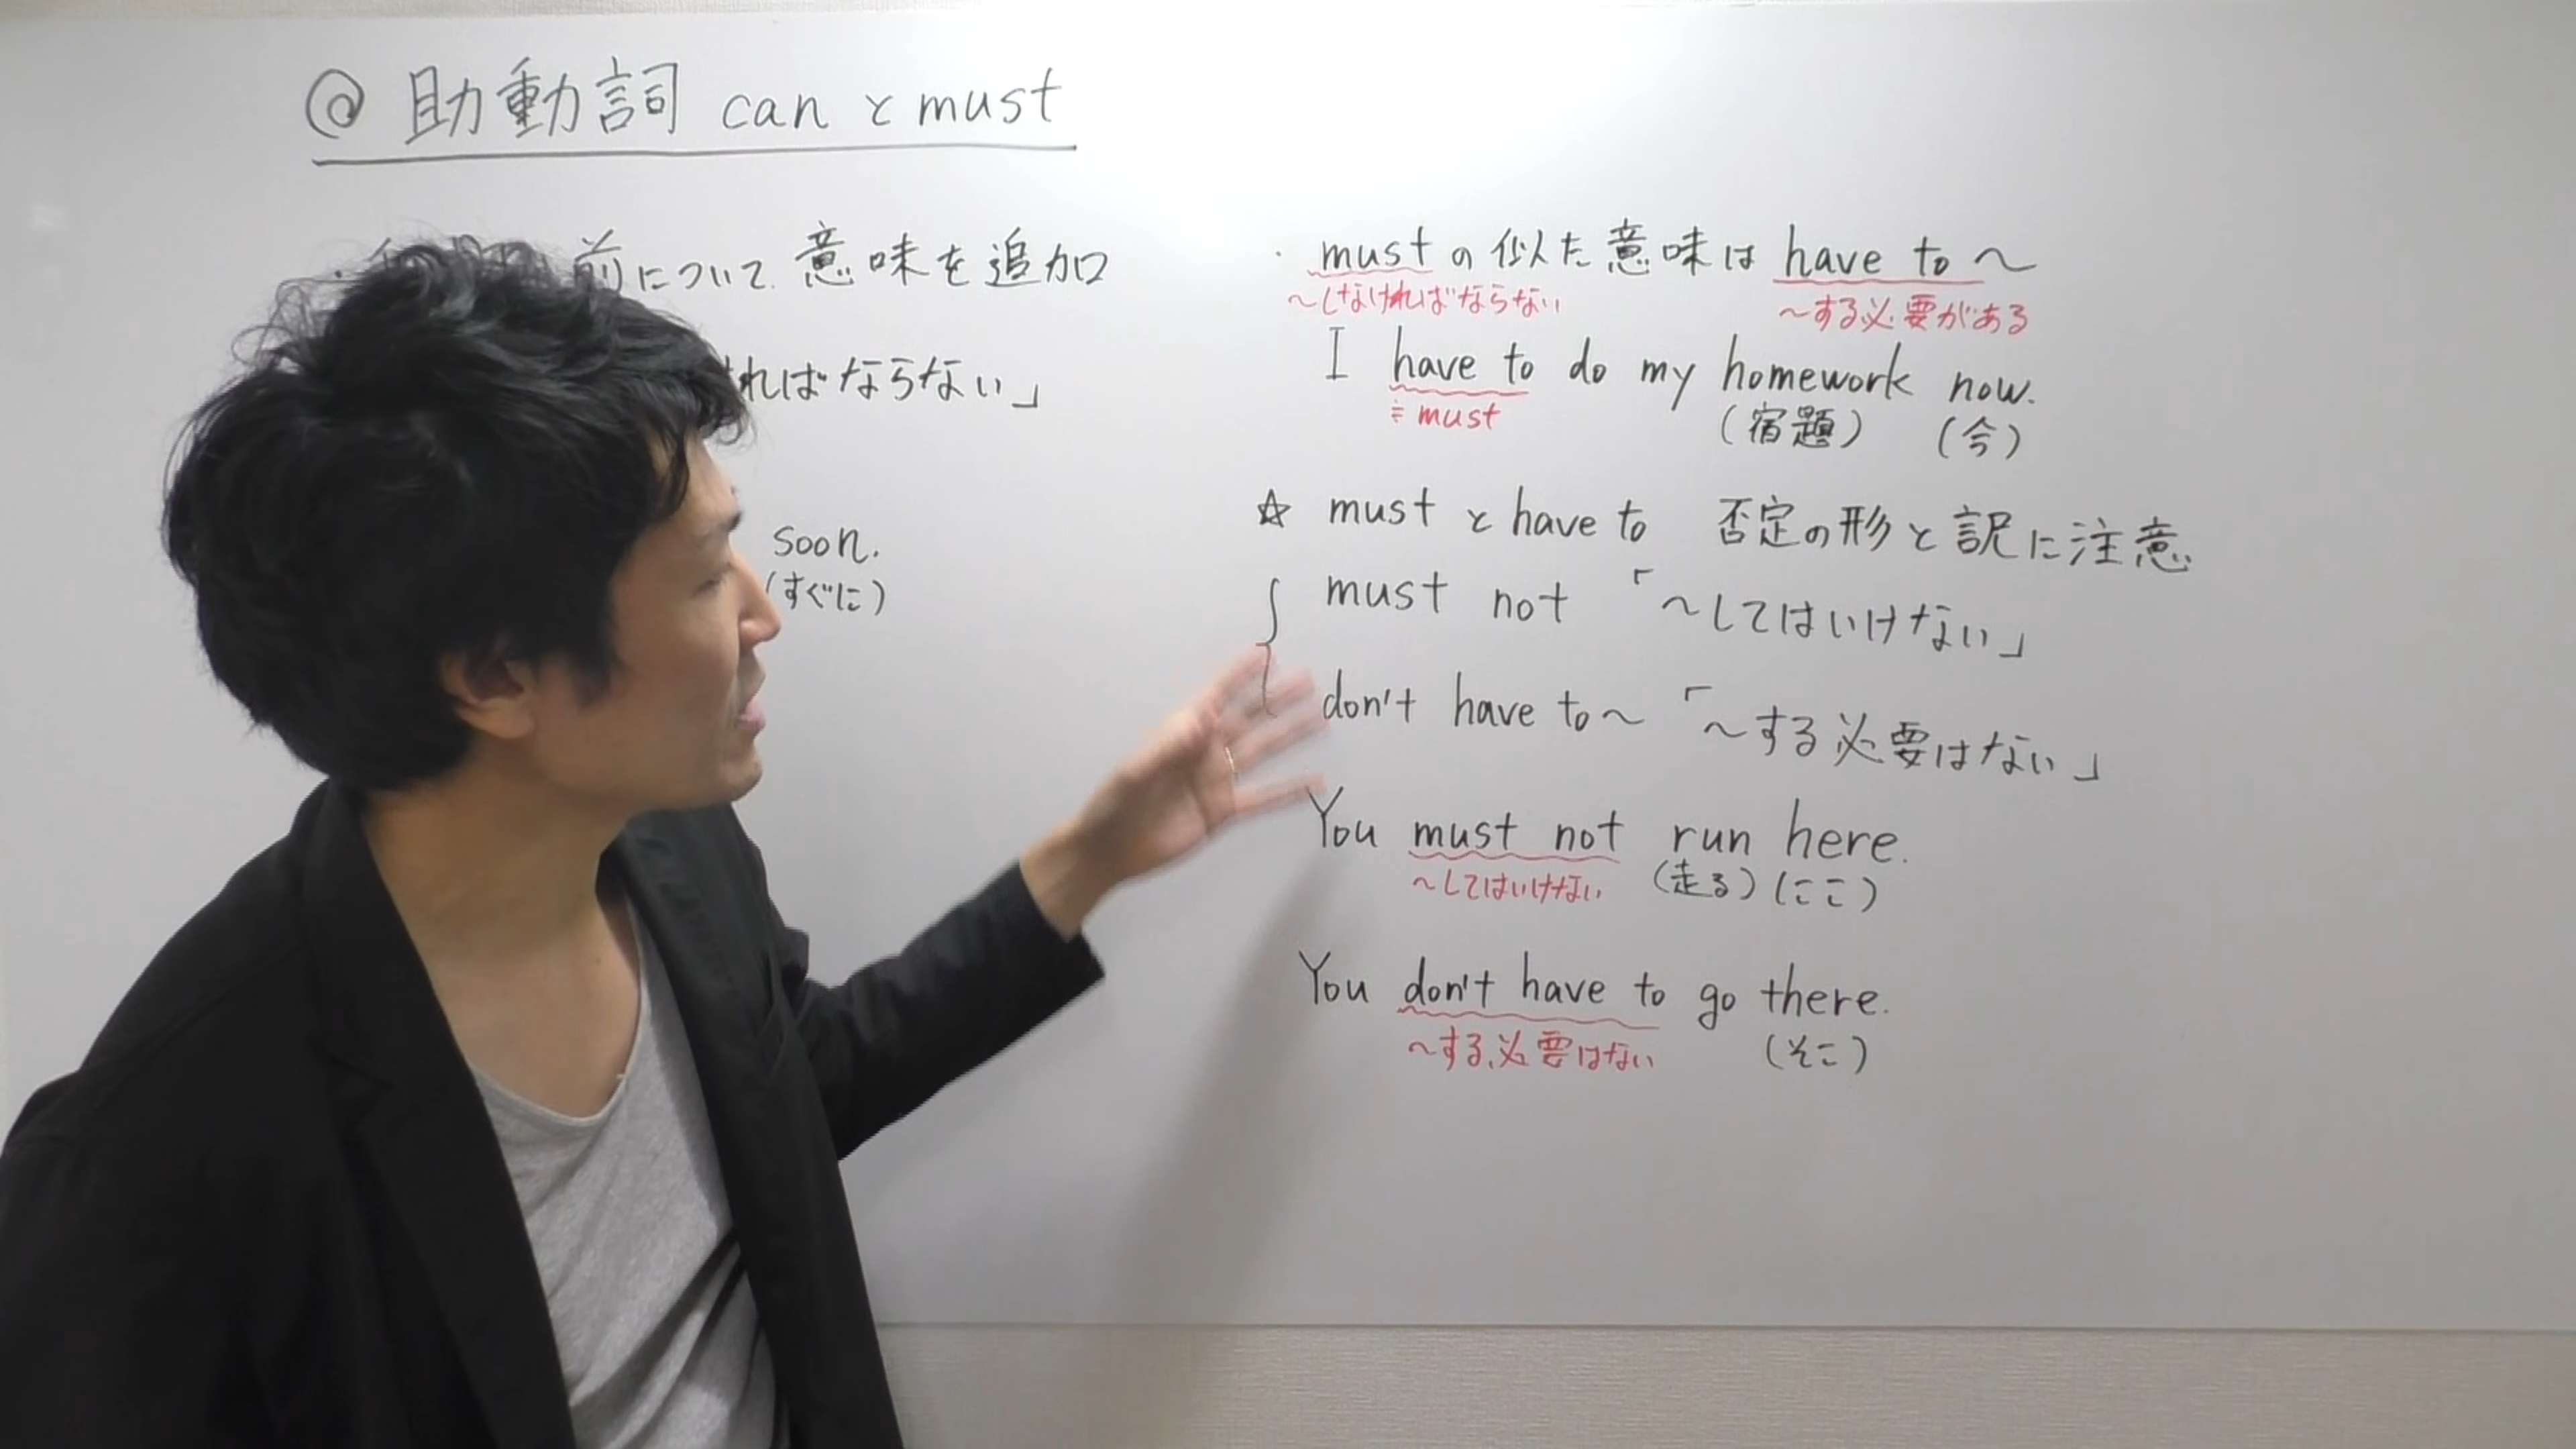 @ 助動詞 can と must
前について 意味を追加
ればならない」
soon.
(すぐに)
・ must の似た意味は have to ~
~しなければならない ~する必要がある
I have to do my homework now.
≒ must (宿題) (今)
☆ must と have to 否定の形と訳に注意
must not 「~してはいけない」
don't have to~ 「~する必要はない」
You must not run here.
~してはいけない (走る) (ここ)
You don't have to go there.
~する必要はない (そこ)